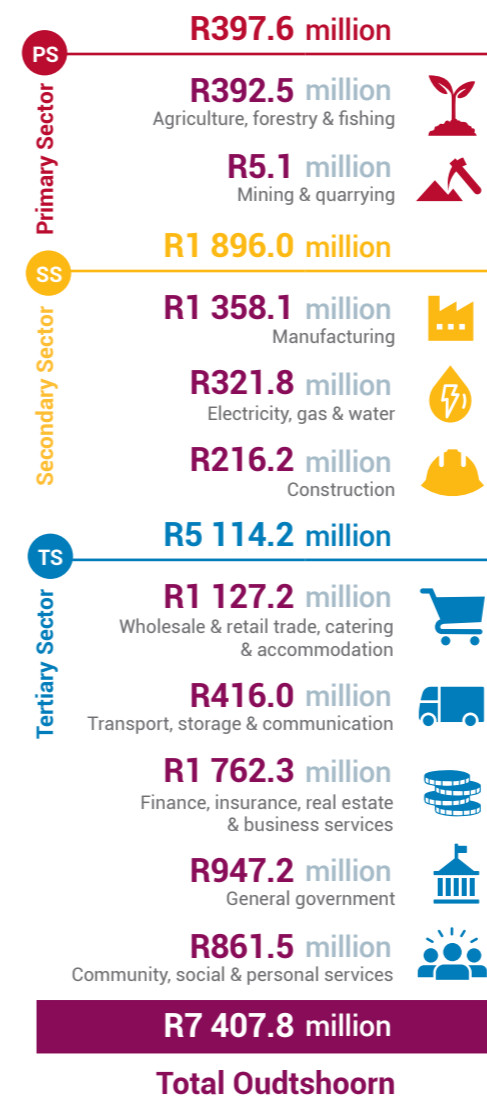 R397.6 million
PS
Primary Sector
R392.5 million
Agriculture, forestry & fishing
R5.1 million
Mining & quarrying
R1 896.0 million
SS
Secondary Sector
R1 358.1 million
Manufacturing
R321.8 million
Electricity, gas & water
R216.2 million
Construction
R5 114.2 million
TS
Tertiary Sector
R1 127.2 million
Wholesale & retail trade, catering
& accommodation
R416.0 million
Transport, storage & communication
R1 762.3 million
Finance, insurance, real estate
& business services
R947.2 million
General government
R861.5 million
Community, social & personal services
R7 407.8 million
Total Oudtshoorn